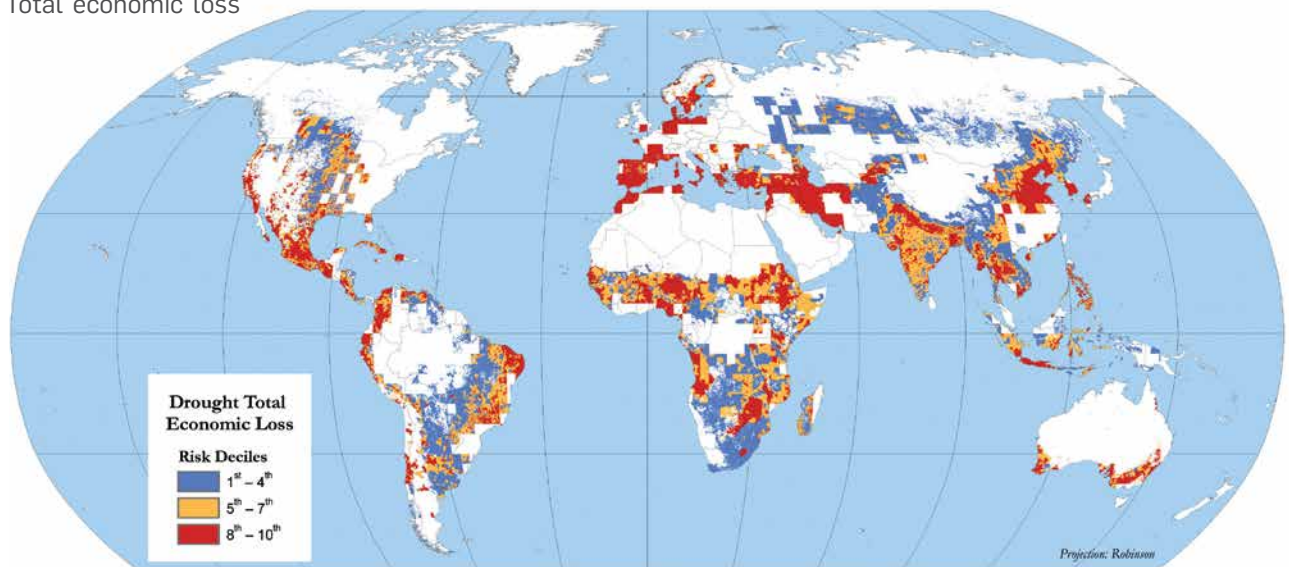 Total economic loss
Drought Total
Economic Loss
Risk Deciles
1st – 4th
5th – 7th
8th – 10th
Projection: Robinson